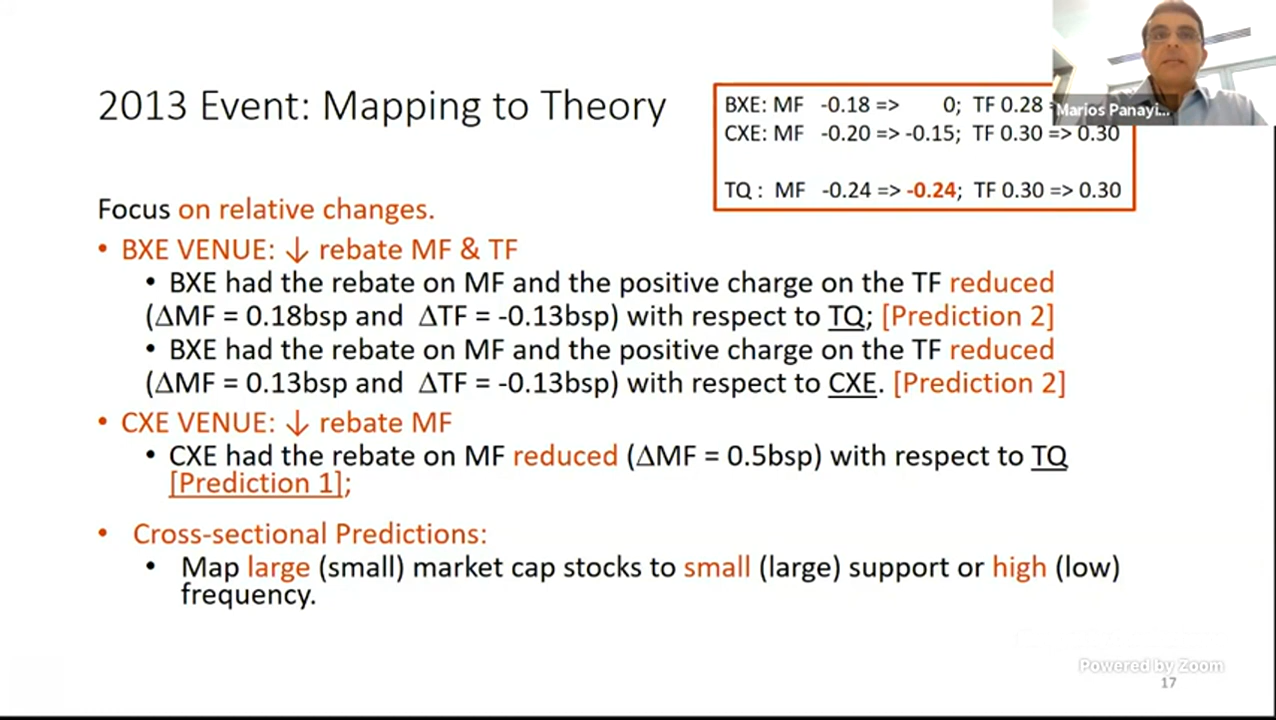 2013 Event: Mapping to Theory
BXE: MF -0.18 => 0; TF 0.28
Marios Panayi...
CXE: MF -0.20 => -0.15; TF 0.30 => 0.30
TQ : MF -0.24 => -0.24; TF 0.30 => 0.30
Focus on relative changes.
• BXE VENUE: ↓ rebate MF & TF
• BXE had the rebate on MF and the positive charge on the TF reduced
(∆MF = 0.18bsp and ∆TF = -0.13bsp) with respect to TQ; [Prediction 2]
• BXE had the rebate on MF and the positive charge on the TF reduced
(∆MF = 0.13bsp and ∆TF = -0.13bsp) with respect to CXE. [Prediction 2]
• CXE VENUE: ↓ rebate MF
• CXE had the rebate on MF reduced (∆MF = 0.5bsp) with respect to TQ
[Prediction 1];
• Cross-sectional Predictions:
• Map large (small) market cap stocks to small (large) support or high (low)
frequency.
Powered by Zoom
17